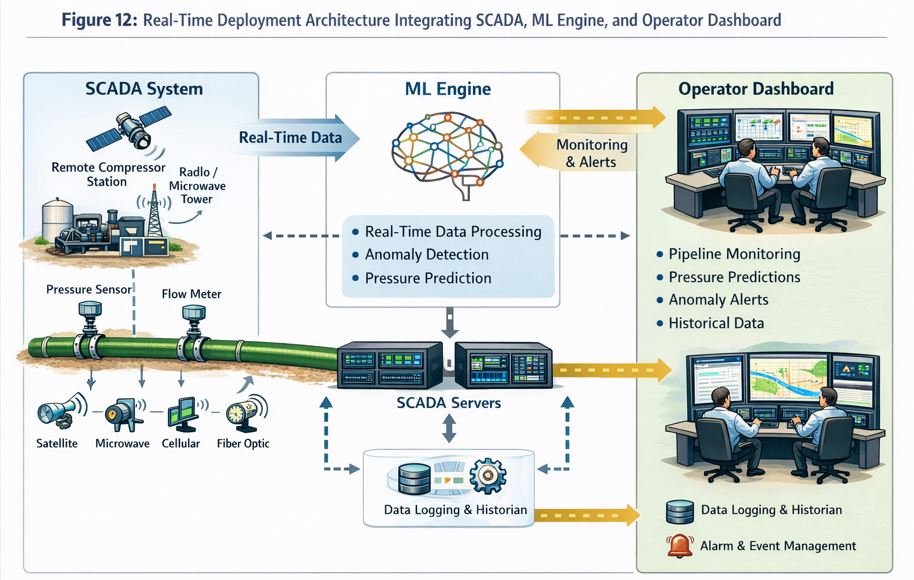 Figure 12: Real-Time Deployment Architecture Integrating SCADA, ML Engine, and Operator Dashboard
SCADA System
Remote Compressor
Station
Radlo /
Microwave
Tower
Pressure Sensor
Flow Meter
Satellite
Microwave
Cellular
Fiber Optic
Real-Time Data
ML Engine
• Real-Time Data Processing
• Anomaly Detection
• Pressure Prediction
Monitoring
& Alerts
SCADA Servers
Data Logging & Historian
Operator Dashboard
• Pipeline Monitoring
• Pressure Predictions
• Anomaly Alerts
• Historical Data
Data Logging & Historian
Alarm & Event Management